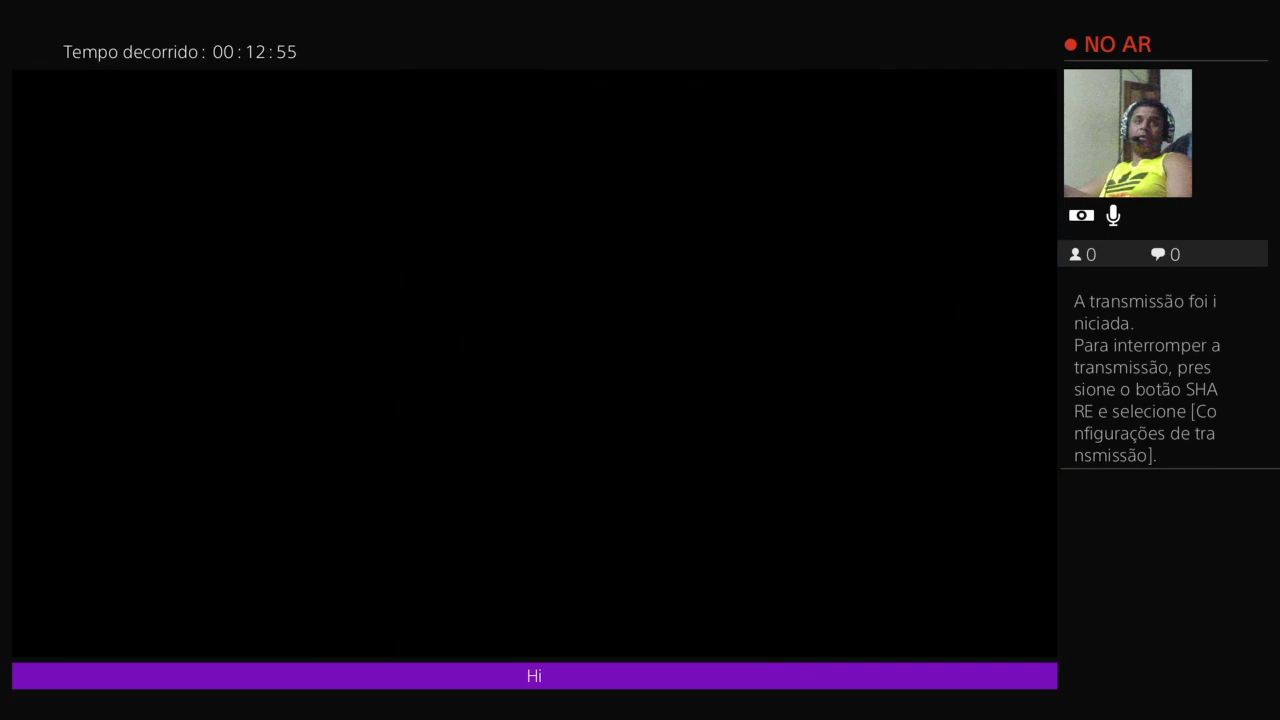 Tempo decorrido: 00:12:55
NO AR
0
0
A transmissão foi i
niciada.
Para interromper a
transmissão, pres
sione o botão SHA
RE e selecione [Co
nfigurações de tra
nsmissão].
Hi